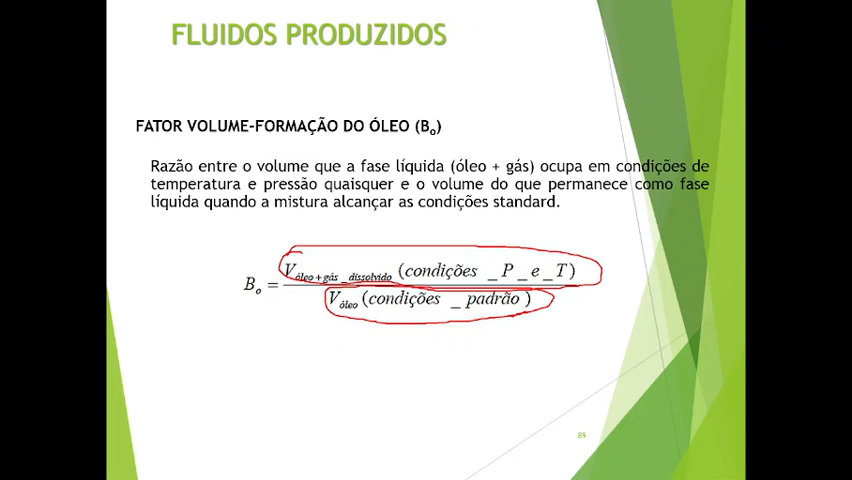 FLUIDOS PRODUZIDOS
FATOR VOLUME-FORMAÇÃO DO ÓLEO (Bo)
Razão entre o volume que a fase líquida (óleo + gás) ocupa em condições de
temperatura e pressão quaisquer e o volume do que permanece como fase
líquida quando a mistura alcançar as condições standard.
Bo = Vóleo+gás_dissolvido (condições _ P _ e _ T) / Vóleo (condições _ padrão )
89